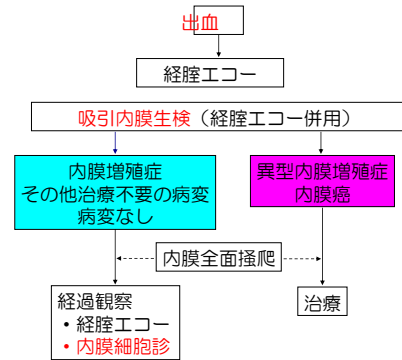 出血
経腟エコー
吸引内膜生検（経腟エコー併用）
内膜増殖症
その他治療不要の病変
病変なし
異型内膜増殖症
内膜癌
内膜全面掻爬
経過観察
・経腟エコー
・内膜細胞診
治療